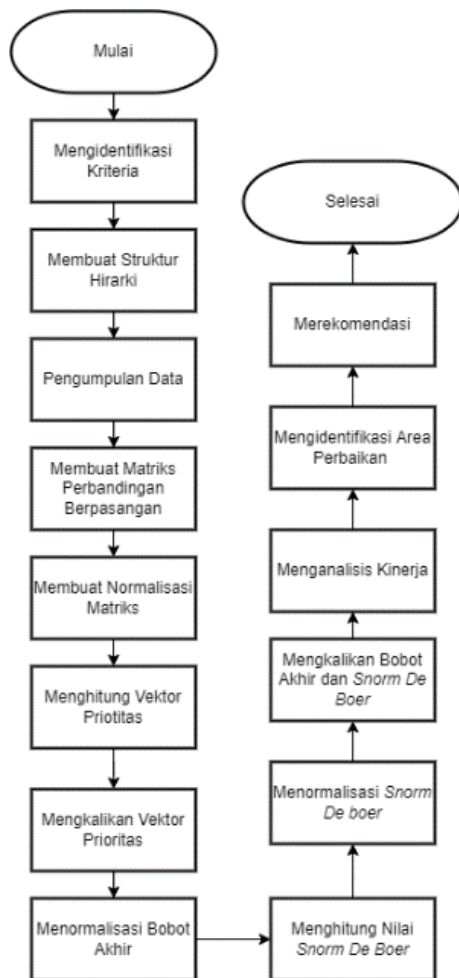 Mulai
Mengidentifikasi
Kriteria
Membuat Struktur
Hirarki
Pengumpulan Data
Membuat Matriks
Perbandingan
Berpasangan
Membuat Normalisasi
Matriks
Menghitung Vektor
Priotitas
Mengkalikan Vektor
Prioritas
Menormalisasi Bobot
Akhir
Menghitung Nilai
Snorm De Boer
Menormalisasi Snorm
De boer
Mengkalikan Bobot
Akhir dan Snorm De
Boer
Menganalisis Kinerja
Mengidentifikasi Area
Perbaikan
Merekomendasi
Selesai